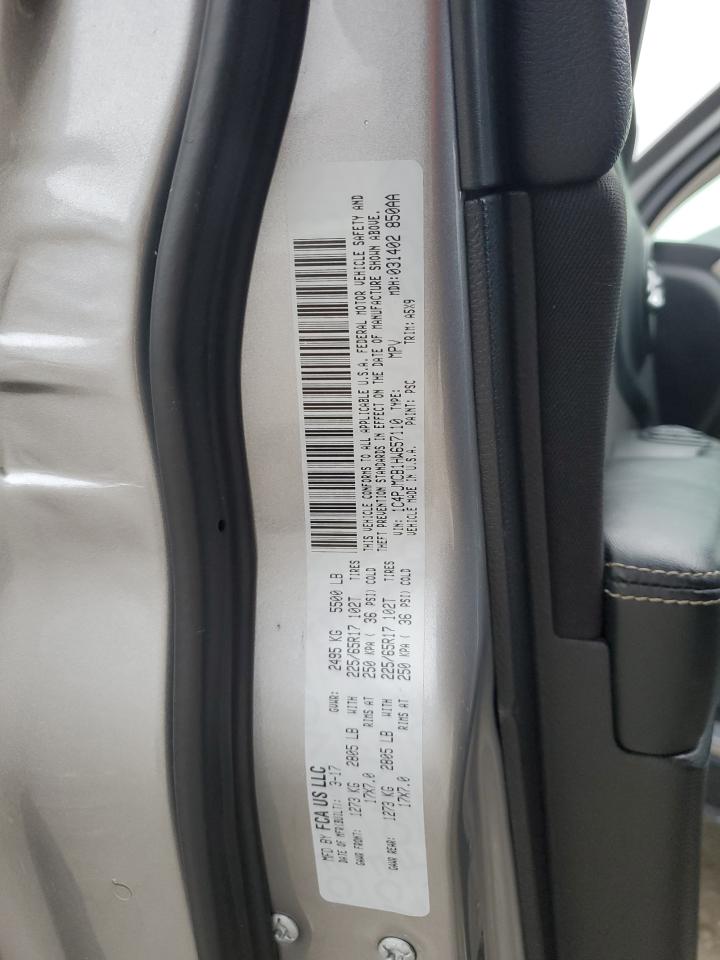 MFD BY FCA US LLC
DATE OF MFR(BUILT): 3-17 GVWR: 2495 KG 5500 LB
GAWR FRONT: 1273 KG 2805 LB WITH 225/65R17 102T TIRES
17X7.0 RIMS AT 250 KPA ( 36 PSI) COLD
GAWR REAR: 1273 KG 2805 LB WITH 225/65R17 102T TIRES
17X7.0 RIMS AT 250 KPA ( 36 PSI) COLD
THIS VEHICLE CONFORMS TO ALL APPLICABLE U.S.A. FEDERAL MOTOR VEHICLE SAFETY AND
THEFT PREVENTION STANDARDS IN EFFECT ON THE DATE OF MANUFACTURE SHOWN ABOVE.
VIN: 1C4PJMCB1HW657110 TYPE: MPV MDH:031402 850AA
VEHICLE MADE IN U.S.A. PAINT: PSC TRIM: A5X9